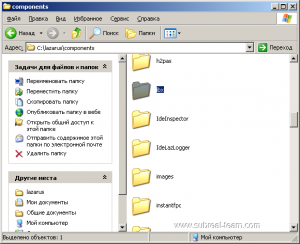 Файл Правка Вид Избранное Сервис Справка
Назад Поиск Папки
Адрес: C:\lazarus\components Переход
Задачи для файлов и папок
Переименовать папку
Переместить папку
Скопировать папку
Опубликовать папку в вебе
Открыть общий доступ к этой папке
Отправить содержимое этой папки по электронной почте
Удалить папку
Другие места
lazarus
Мои документы
Общие документы
Мой компьютер
h2pas
IdeInspector
IdeLazLogger
images
instantfpc
www.subreal-team.com
Выделено объектов: 1 Мой компьютер